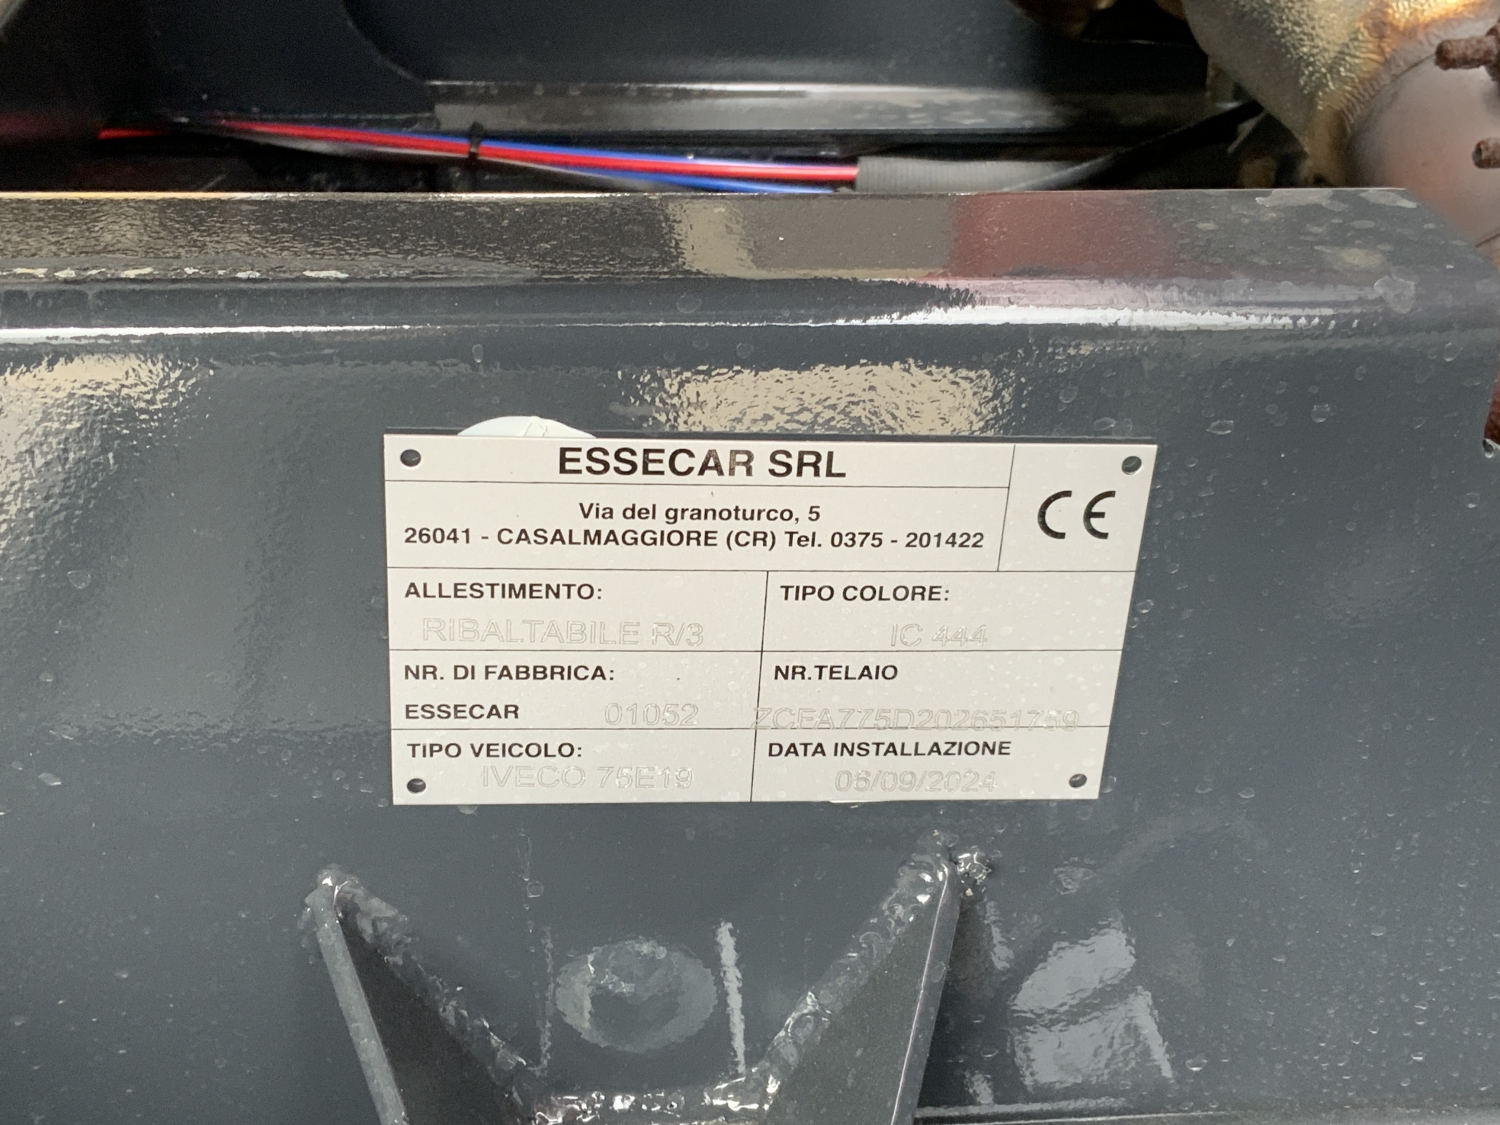 ESSECAR SRL
Via del granoturco, 5
26041 - CASALMAGGIORE (CR) Tel. 0375 - 201422
CE
ALLESTIMENTO:
RIBALTABILE R/3
TIPO COLORE:
IC 444
NR. DI FABBRICA:
ESSECAR 01052
NR.TELAIO
ZCFA775D202651759
TIPO VEICOLO:
IVECO 75E19
DATA INSTALLAZIONE
06/09/2024